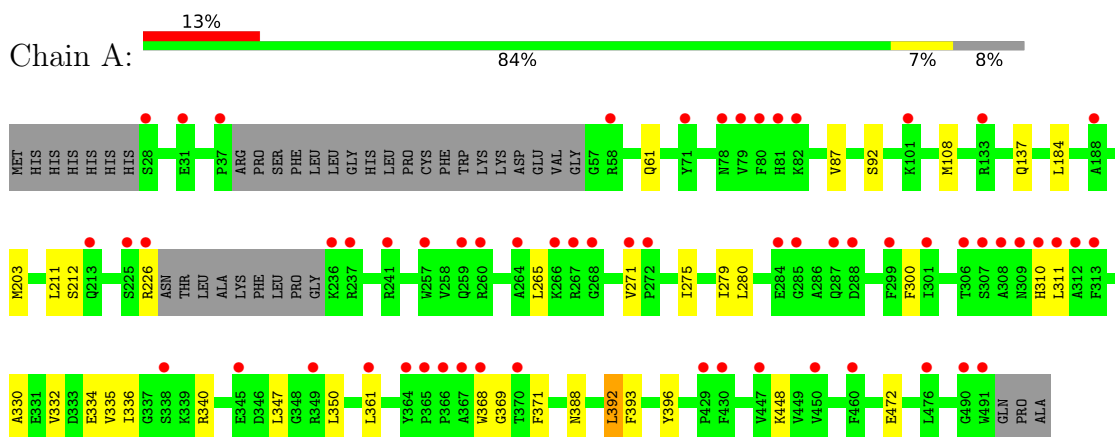 13%
Chain A:
84% 7% 8%
MET HIS HIS HIS HIS HIS HIS S28 E31 P37 ARG PRO SER PHE LEU LEU GLY HIS LEU PRO CYS PHE TRP LYS LYS ASP GLU VAL GLY G57 R58 Q61 Y71 N78 V79 F80 H81 K82 V87 S92 K101 M108 R133 Q137 L184 A188
M203 L211 S212 Q213 S225 R226 ASN THR LEU ALA LYS PHE LEU PRO GLY K236 R237 R241 W257 V258 Q259 R260 A264 L265 K266 R267 G268 V271 P272 I275 I279 L280 E284 G285 A286 Q287 D288 F299 F300 I301 T306 S307 A308 N309 H310 L311 A312 F313
A330 E331 V332 D333 E334 V335 I336 G337 S338 K339 R340 E345 D346 L347 G348 R349 L350 L361 Y364 P365 P366 A367 W368 G369 T370 F371 N388 L392 F393 Y396 P429 F430 V447 K448 V449 V450 F460 E472 L476 G490 W491 GLN PRO ALA